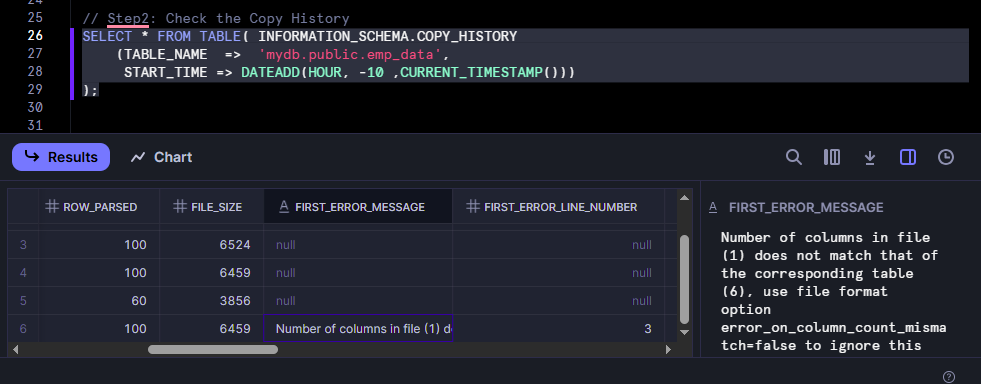 24
25 // Step2: Check the Copy History
26 SELECT * FROM TABLE( INFORMATION_SCHEMA.COPY_HISTORY
27 (TABLE_NAME => 'mydb.public.emp_data',
28 START_TIME => DATEADD(HOUR, -10 ,CURRENT_TIMESTAMP()))
29 );
30
31
Results Chart
ROW_PARSED FILE_SIZE FIRST_ERROR_MESSAGE FIRST_ERROR_LINE_NUMBER
3 100 6524 null null
4 100 6459 null null
5 60 3856 null null
6 100 6459 Number of columns in file (1) d 3
A FIRST_ERROR_MESSAGE
Number of columns in file
(1) does not match that of
the corresponding table
(6), use file format
option
error_on_column_count_misma
tch=false to ignore this